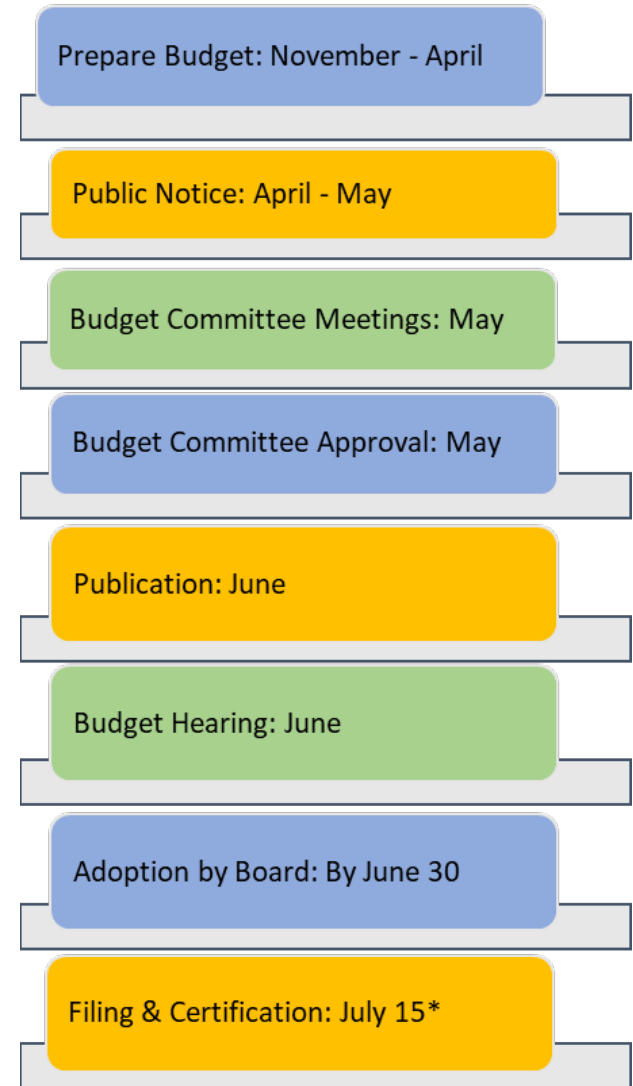 Prepare Budget: November - April
Public Notice: April - May
Budget Committee Meetings: May
Budget Committee Approval: May
Publication: June
Budget Hearing: June
Adoption by Board: By June 30
Filing & Certification: July 15*